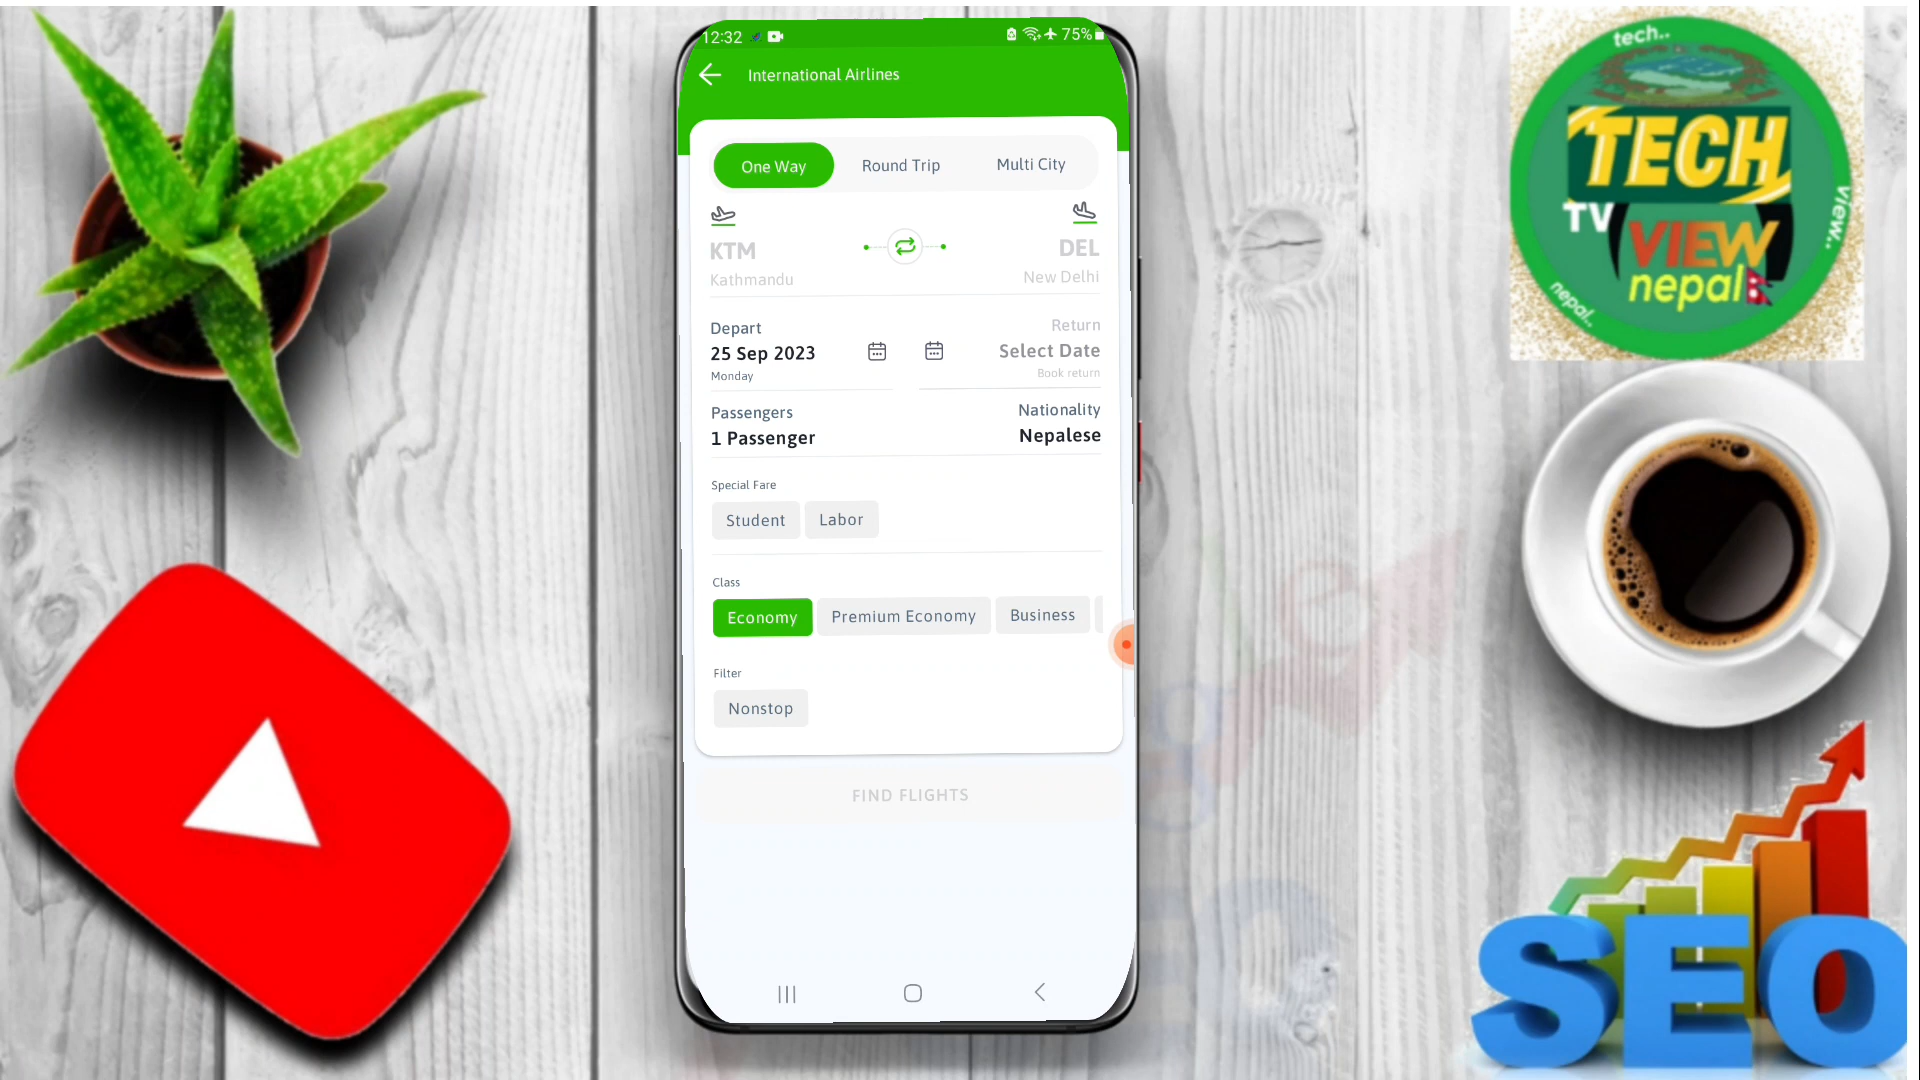 12:32
75%
International Airlines
One Way
Round Trip
Multi City
KTM
DEL
Kathmandu
New Delhi
Depart
Return
25 Sep 2023
Select Date
Monday
Book return
Passengers
Nationality
1 Passenger
Nepalese
Special Fare
Student
Labor
Class
Economy
Premium Economy
Business
Filter
Nonstop
FIND FLIGHTS
tech..
TECH
TV
VIEW
nepal
view..
nepal..
SEO